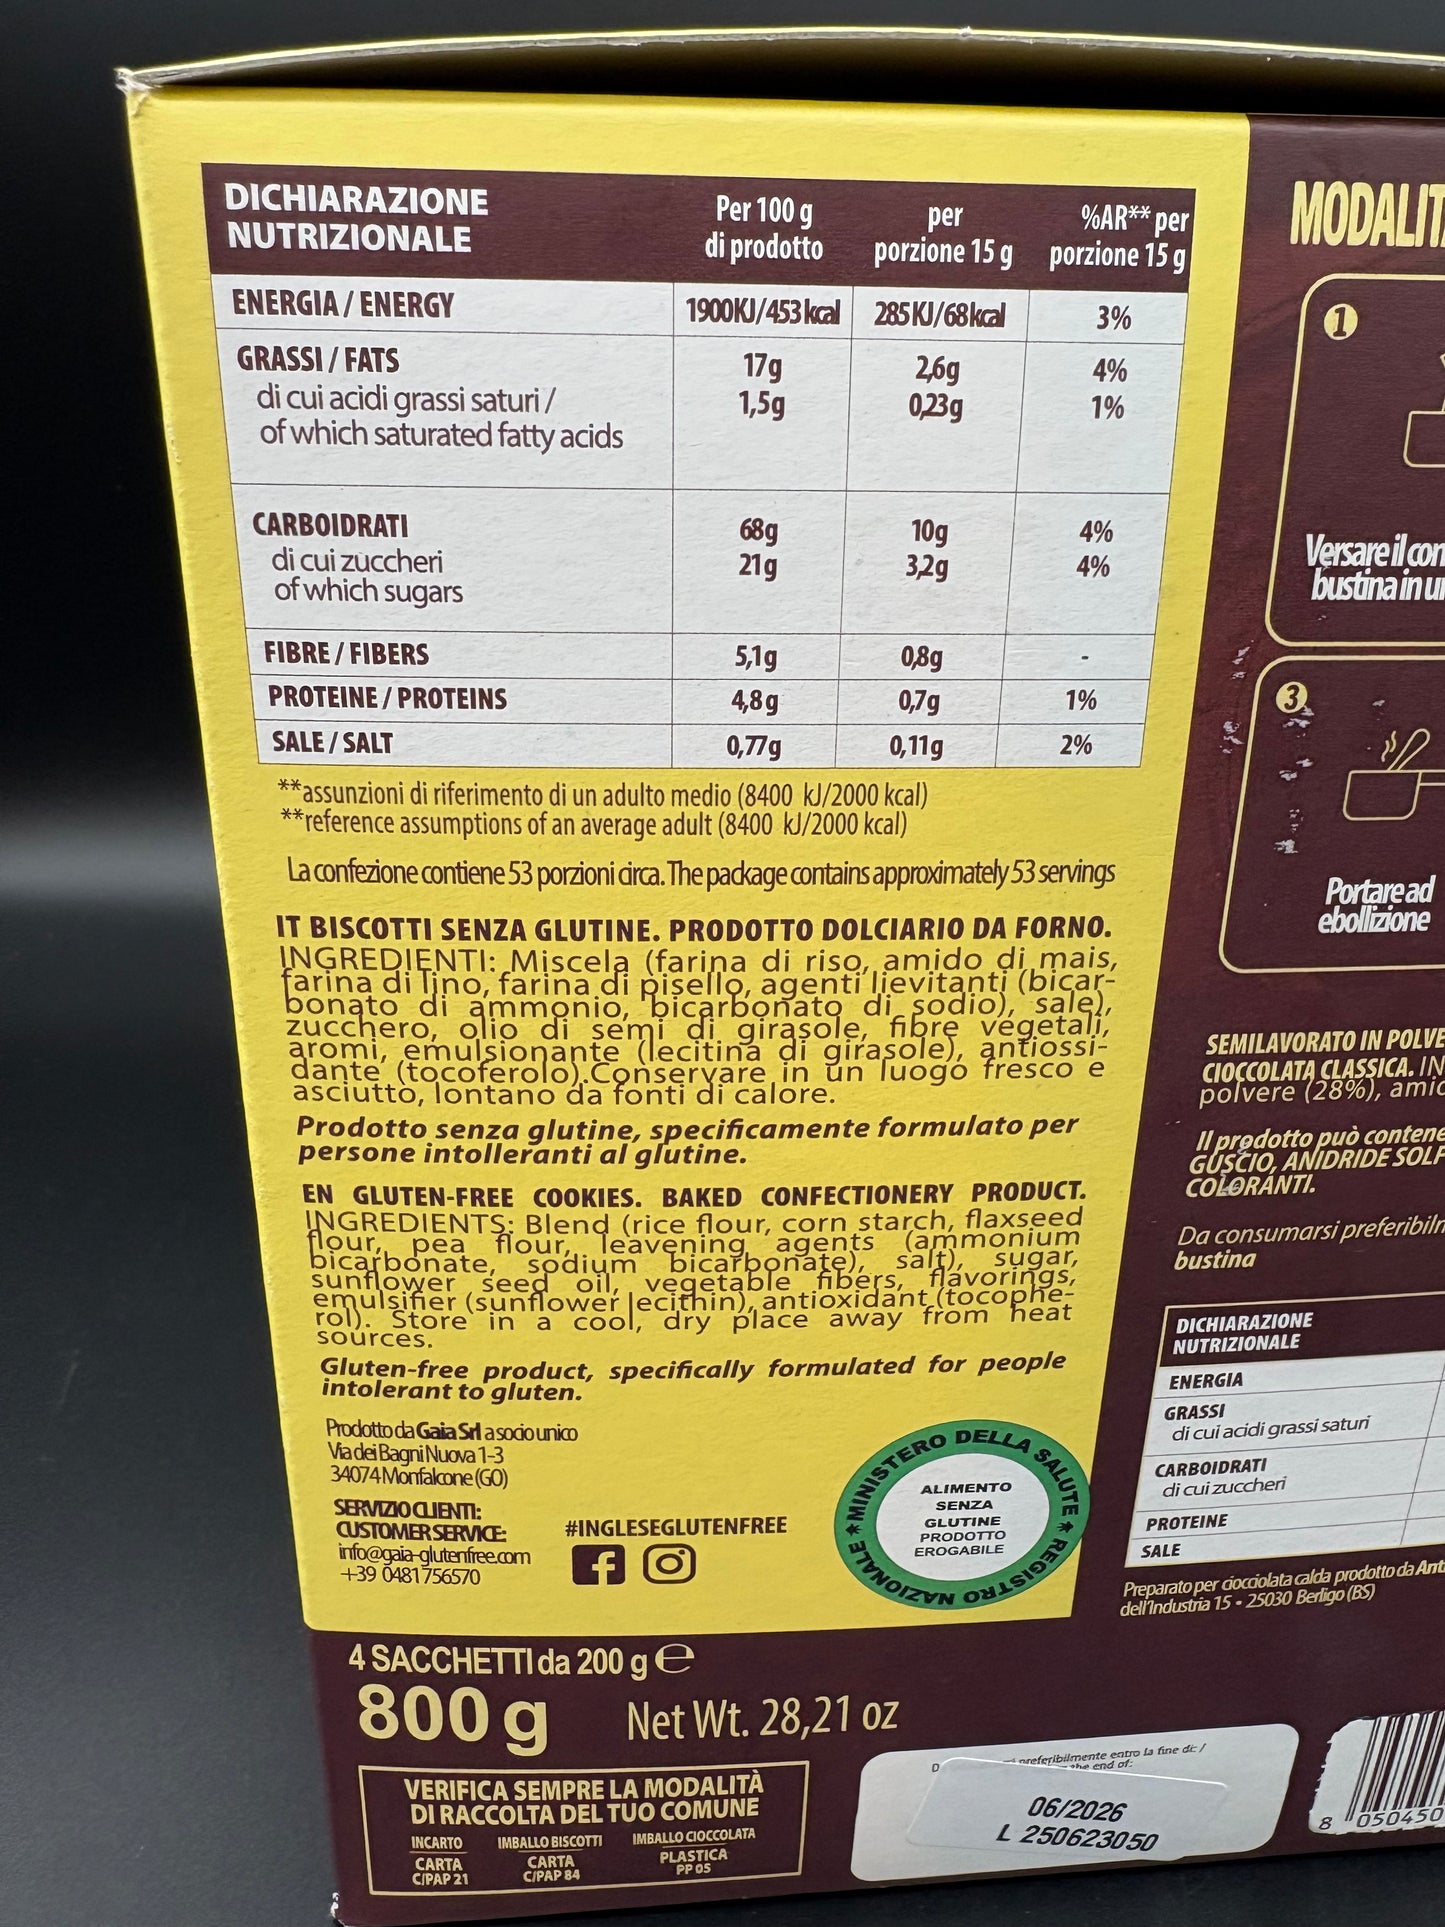 DICHIARAZIONE
NUTRIZIONALE
Per 100 g
di prodotto
per
porzione 15 g
%AR** per
porzione 15 g
ENERGIA / ENERGY 1900KJ/453 kcal 285 KJ/68 kcal 3%
GRASSI / FATS 17g 2,6g 4%
di cui acidi grassi saturi / 1,5g 0,23g 1%
of which saturated fatty acids
CARBOIDRATI 68g 10g 4%
di cui zuccheri 21g 3,2g 4%
of which sugars
FIBRE / FIBERS 5,1g 0,8g -
PROTEINE / PROTEINS 4,8 g 0,7g 1%
SALE / SALT 0,77g 0,11g 2%
**assunzioni di riferimento di un adulto medio (8400 kJ/2000 kcal)
**reference assumptions of an average adult (8400 kJ/2000 kcal)
La confezione contiene 53 porzioni circa. The package contains approximately 53 servings
IT BISCOTTI SENZA GLUTINE. PRODOTTO DOLCIARIO DA FORNO.
INGREDIENTI: Miscela (farina di riso, amido di mais,
farina di lino, farina di pisello, agenti lievitanti (bicar-
bonato di ammonio, bicarbonato di sodio), sale),
zucchero, olio di semi di girasole, fibre vegetali,
aromi, emulsionante (lecitina di girasole), antiossi-
dante (tocoferolo).Conservare in un luogo fresco e
asciutto, lontano da fonti di calore.
Prodotto senza glutine, specificamente formulato per
persone intolleranti al glutine.
EN GLUTEN-FREE COOKIES. BAKED CONFECTIONERY PRODUCT.
INGREDIENTS: Blend (rice flour, corn starch, flaxseed
flour, pea flour, leavening agents (ammonium
bicarbonate, sodium bicarbonate), salt), sugar,
sunflower seed oil, vegetable fibers, flavorings,
emulsifier (sunflower lecithin), antioxidant (tocophe-
rol). Store in a cool, dry place away from heat
sources.
Gluten-free product, specifically formulated for people
intolerant to gluten.
Prodotto da Gaia Srl a socio unico
Via dei Bagni Nuova 1-3
34074 Monfalcone (GO)
SERVIZIO CLIENTI:
CUSTOMER SERVICE:
info@gaia-glutenfree.com
+39 0481 756570
#INGLESEGLUTENFREE
MINISTERO DELLA SALUTE * REGISTRO NAZIONALE *
ALIMENTO
SENZA
GLUTINE
PRODOTTO
EROGABILE
4 SACCHETTI da 200 g e
800 g Net Wt. 28,21 oz
VERIFICA SEMPRE LA MODALITÀ
DI RACCOLTA DEL TUO COMUNE
INCARTO IMBALLO BISCOTTI IMBALLO CIOCCOLATA
CARTA CARTA PLASTICA
C/PAP 21 C/PAP 84 PP 05
preferibilmente entro la fine di: /
the end of:
06/2026
L 250623050
MODALIT
1
Versare il con
bustina in u
3
Portare ad
ebollizione
SEMILAVORATO IN POLVE
CIOCCOLATA CLASSICA. IN
polvere (28%), amid
Il prodotto può contene
GUSCIO, ANIDRIDE SOLF
COLORANTI.
Da consumarsi preferibiln
bustina
DICHIARAZIONE
NUTRIZIONALE
ENERGIA
GRASSI
di cui acidi grassi saturi
CARBOIDRATI
di cui zuccheri
PROTEINE
SALE
Preparato per cioccolata calda prodotto da Ant
dell'Industria 15 - 25030 Berligo (BS)
8 050450